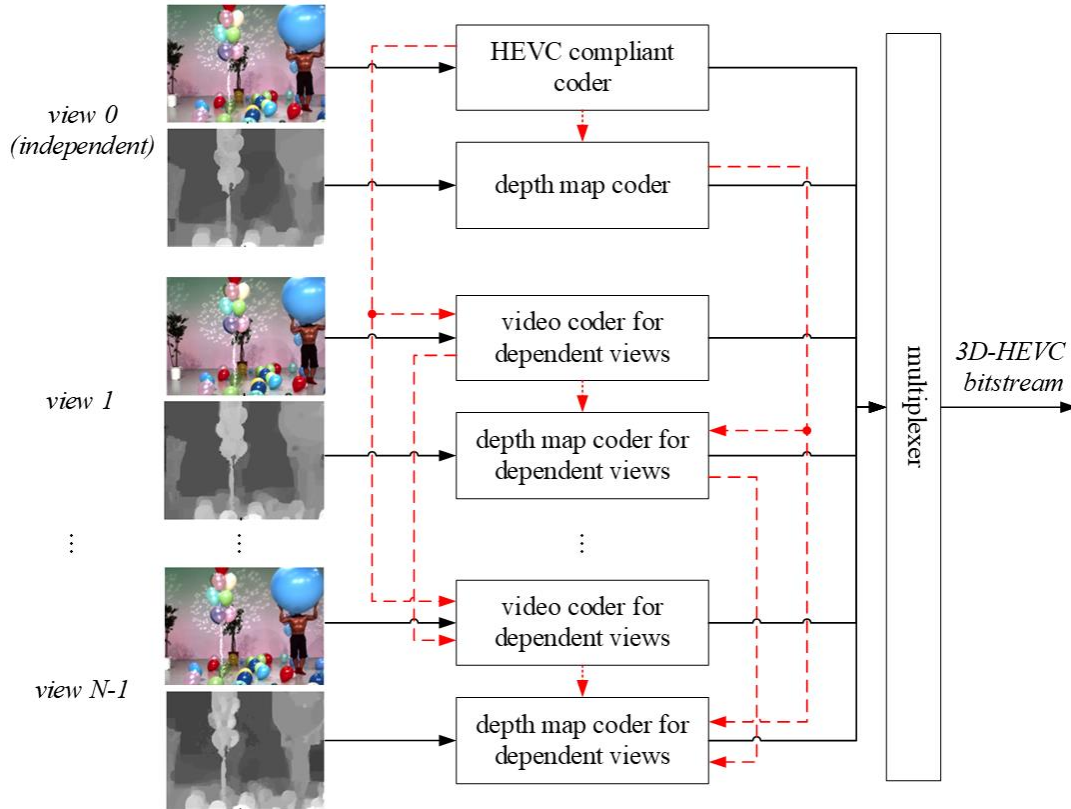 view 0
(independent)
HEVC compliant
coder
depth map coder
view 1
video coder for
dependent views
depth map coder for
dependent views
⋮
⋮
⋮
view N-1
video coder for
dependent views
depth map coder for
dependent views
multiplexer
3D-HEVC
bitstream